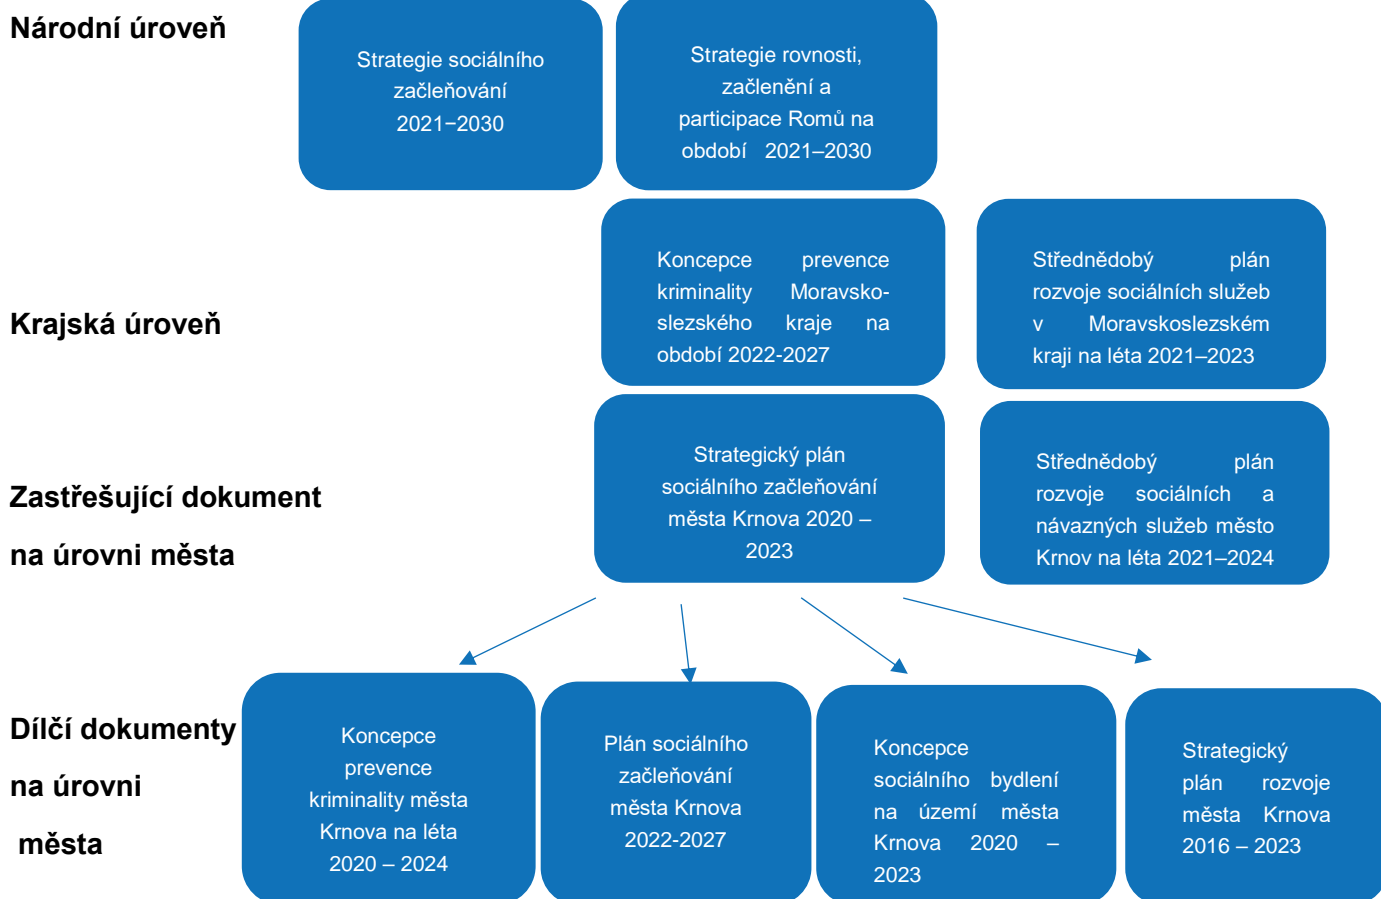 Národní úroveň
Strategie sociálního
začleňování
2021−2030
Strategie rovnosti,
začlenění a
participace Romů na
období 2021–2030
Krajská úroveň
Koncepce prevence
kriminality Moravsko-
slezského kraje na
období 2022-2027
Střednědobý plán
rozvoje sociálních služeb
v Moravskoslezském
kraji na léta 2021–2023
Zastřešující dokument
na úrovni města
Strategický plán
sociálního začleňování
města Krnova 2020 –
2023
Střednědobý plán
rozvoje sociálních a
návazných služeb město
Krnov na léta 2021–2024
Dílčí dokumenty
na úrovni
města
Koncepce
prevence
kriminality města
Krnova na léta
2020 – 2024
Plán sociálního
začleňování
města Krnova
2022-2027
Koncepce
sociálního bydlení
na území města
Krnova 2020 –
2023
Strategický
plán rozvoje
města Krnova
2016 – 2023